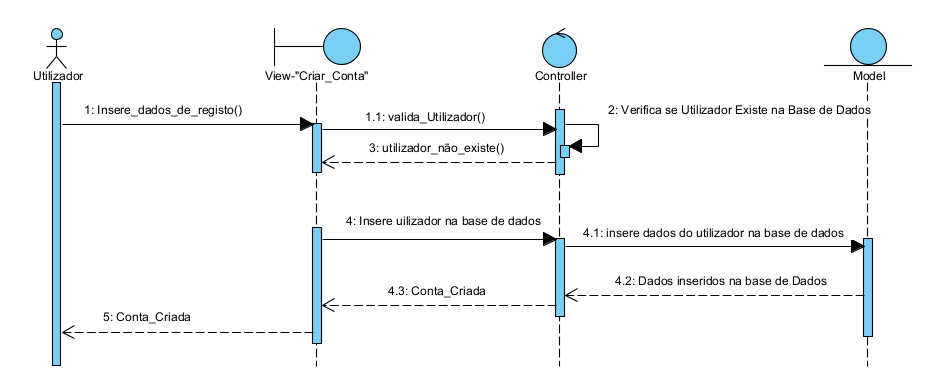 Utilizador
View-"Criar_Conta"
Controller
Model
1: Insere_dados_de_registo()
1.1: valida_Utilizador()
2: Verifica se Utilizador Existe na Base de Dados
3: utilizador_não_existe()
4: Insere uilizador na base de dados
4.1: insere dados do utilizador na base de dados
4.2: Dados inseridos na base de Dados
4.3: Conta_Criada
5: Conta_Criada